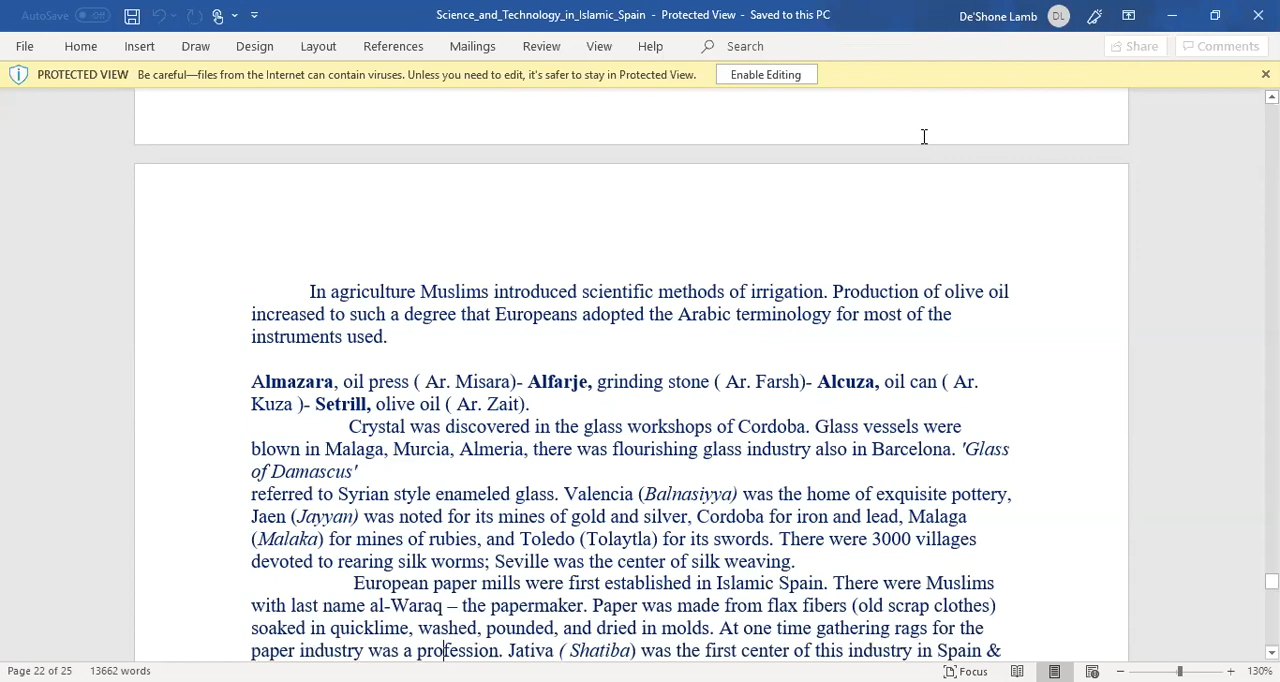 AutoSave Off
Science_and_Technology_in_Islamic_Spain - Protected View - Saved to this PC
De'Shone Lamb DL
File Home Insert Draw Design Layout References Mailings Review View Help Search Share Comments
PROTECTED VIEW Be careful—files from the Internet can contain viruses. Unless you need to edit, it's safer to stay in Protected View. Enable Editing
In agriculture Muslims introduced scientific methods of irrigation. Production of olive oil
increased to such a degree that Europeans adopted the Arabic terminology for most of the
instruments used.
Almazara, oil press ( Ar. Misara)- Alfarje, grinding stone ( Ar. Farsh)- Alcuza, oil can ( Ar.
Kuza )- Setrill, olive oil ( Ar. Zait).
Crystal was discovered in the glass workshops of Cordoba. Glass vessels were
blown in Malaga, Murcia, Almeria, there was flourishing glass industry also in Barcelona. 'Glass
of Damascus'
referred to Syrian style enameled glass. Valencia (Balnasiyya) was the home of exquisite pottery,
Jaen (Jayyan) was noted for its mines of gold and silver, Cordoba for iron and lead, Malaga
(Malaka) for mines of rubies, and Toledo (Tolaytla) for its swords. There were 3000 villages
devoted to rearing silk worms; Seville was the center of silk weaving.
European paper mills were first established in Islamic Spain. There were Muslims
with last name al-Waraq – the papermaker. Paper was made from flax fibers (old scrap clothes)
soaked in quicklime, washed, pounded, and dried in molds. At one time gathering rags for the
paper industry was a profession. Jativa ( Shatiba) was the first center of this industry in Spain &
Page 22 of 25 13662 words Focus 130%